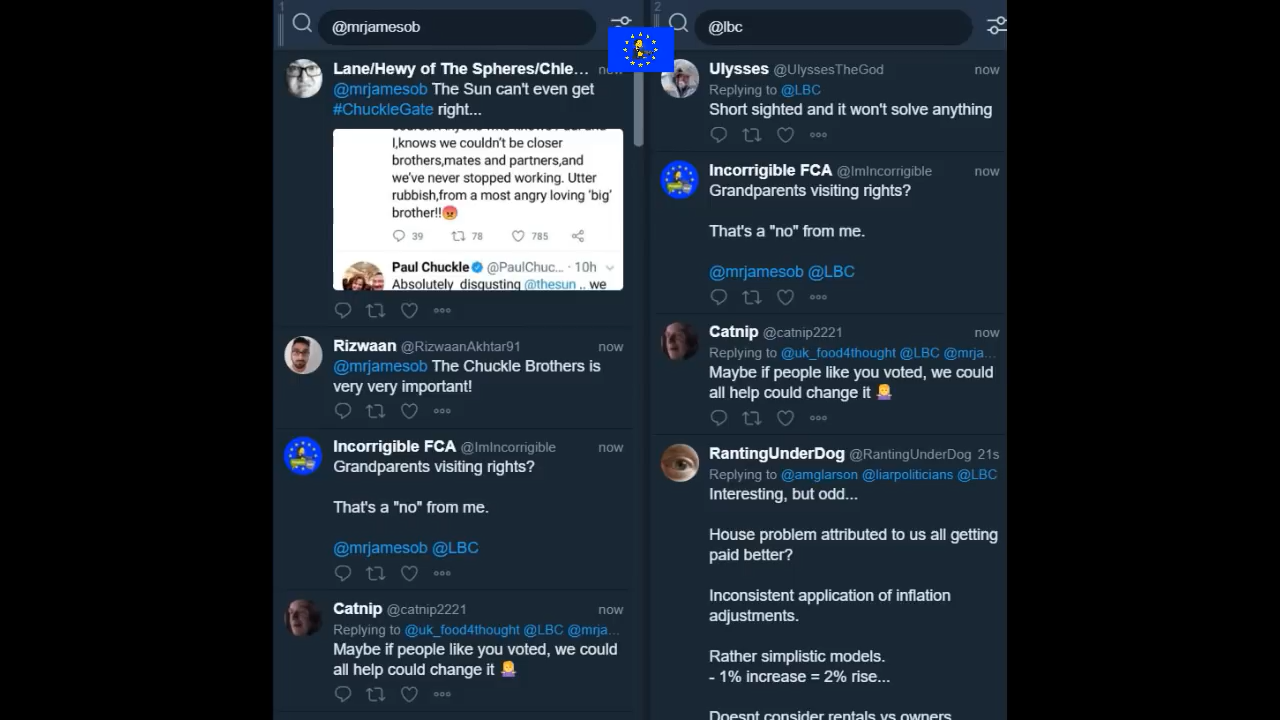 1
@mrjamesob
Lane/Hewy of The Spheres/Chle... now
@mrjamesob The Sun can't even get
#ChuckleGate right...
I,knows we couldn't be closer
brothers,mates and partners,and
we've never stopped working. Utter
rubbish,from a most angry loving 'big'
brother!!😡
39 78 785
Paul Chuckle @PaulChuc... · 10h
Absolutely disgusting @thesun .. we
Rizwaan @RizwaanAkhtar91 now
@mrjamesob The Chuckle Brothers is
very very important!
Incorrigible FCA @ImIncorrigible now
Grandparents visiting rights?
That's a "no" from me.
@mrjamesob @LBC
Catnip @catnip2221 now
Replying to @uk_food4thought @LBC @mrja...
Maybe if people like you voted, we could
all help could change it 🤷‍♀️
2
@lbc
Ulysses @UlyssesTheGod now
Replying to @LBC
Short sighted and it won't solve anything
Incorrigible FCA @ImIncorrigible now
Grandparents visiting rights?
That's a "no" from me.
@mrjamesob @LBC
Catnip @catnip2221 now
Replying to @uk_food4thought @LBC @mrja...
Maybe if people like you voted, we could
all help could change it 🤷‍♀️
RantingUnderDog @RantingUnderDog 21s
Replying to @amglarson @liarpoliticians @LBC
Interesting, but odd...
House problem attributed to us all getting
paid better?
Inconsistent application of inflation
adjustments.
Rather simplistic models.
- 1% increase = 2% rise...
Doesnt consider rentals vs owners